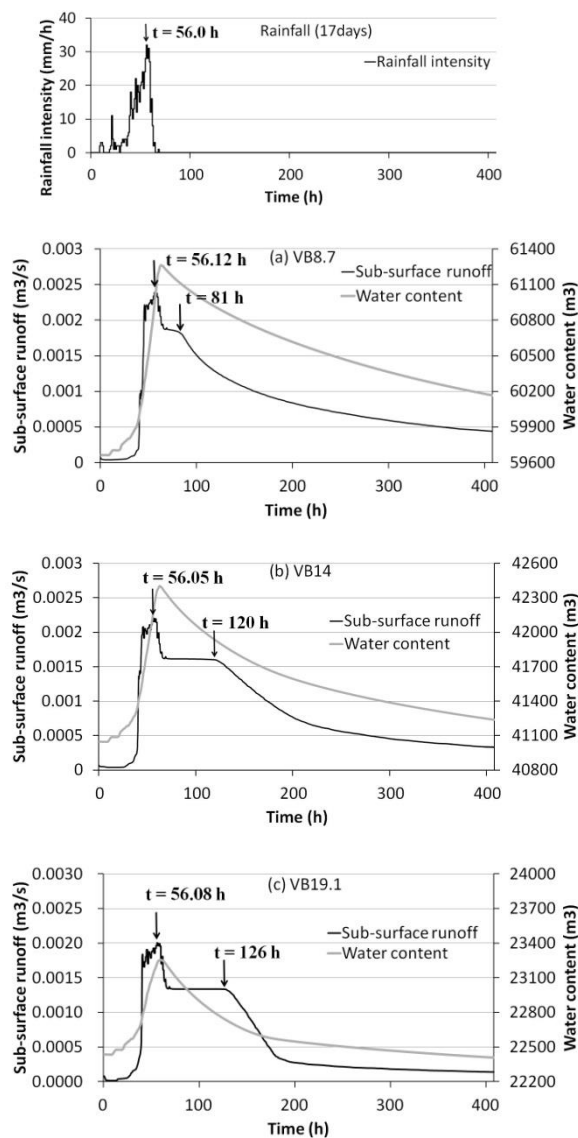 t = 56.0 h
Rainfall (17days)
Rainfall intensity
Rainfall intensity (mm/h)
40
30
20
10
0
0 100 200 300 400
Time (h)
(a) VB8.7
t = 56.12 h
t = 81 h
Sub-surface runoff
Water content
Sub-surface runoff (m3/s)
0.003
0.0025
0.002
0.0015
0.001
0.0005
0
Water content (m3)
61400
61100
60800
60500
60200
59900
59600
0 100 200 300 400
Time (h)
(b) VB14
t = 56.05 h
t = 120 h
Sub-surface runoff
Water content
Sub-surface runoff (m3/s)
0.003
0.0025
0.002
0.0015
0.001
0.0005
0
Water content (m3)
42600
42300
42000
41700
41400
41100
40800
0 100 200 300 400
Time (h)
(c) VB19.1
t = 56.08 h
t = 126 h
Sub-surface runoff
Water content
Sub-surface runoff (m3/s)
0.0030
0.0025
0.0020
0.0015
0.0010
0.0005
0.0000
Water content (m3)
24000
23700
23400
23100
22800
22500
22200
0 100 200 300 400
Time (h)